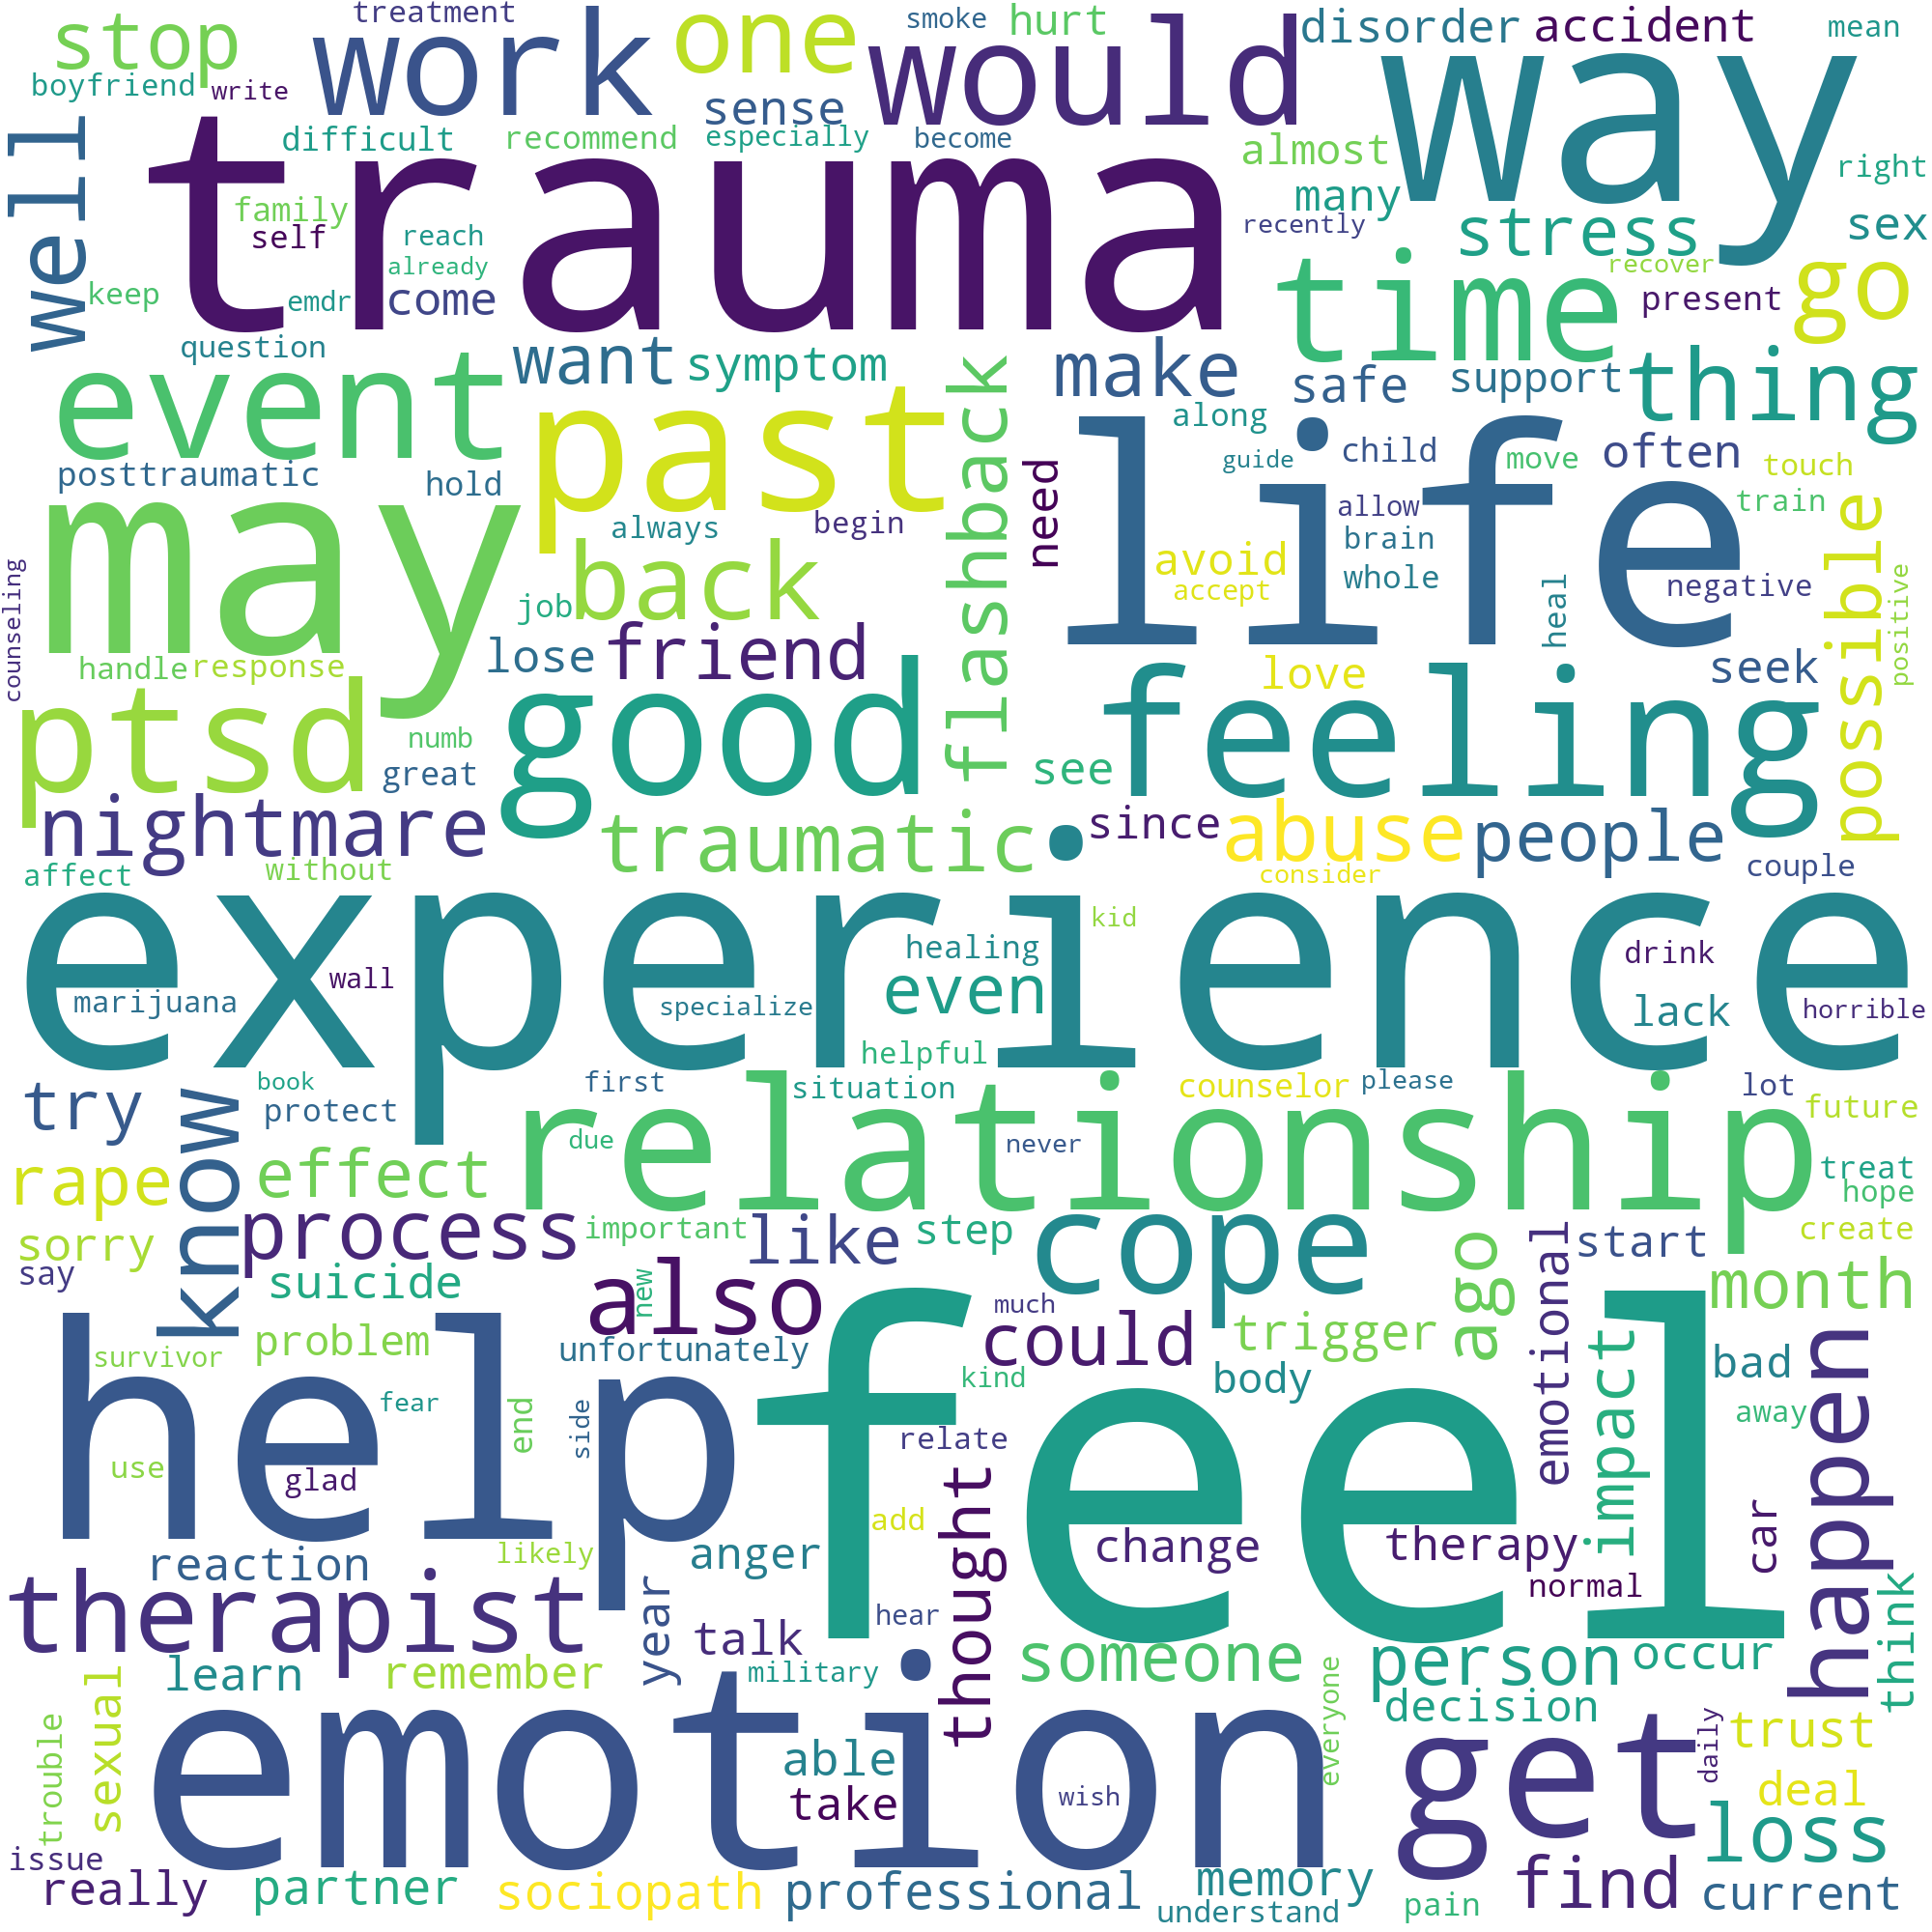 treatment
stop
work
one
smoke
hurt
would
disorder
accident
mean
way
boyfriend
write
sense
well
difficult
recommend
especially
become
almost
right
trauma
many
family
self
reach
already
recently
stress
sex
keep
emdr
come
time
recover
present
go
question
event
want
symptom
make
safe
support
thing
past
flashback
life
along
child
guide
move
often
touch
posttraumatic
hold
need
train
may
always
begin
allow
brain
possible
counseling
back
avoid
whole
accept
heal
negative
positive
job
friend
lose
handle
response
love
seek
ptsd
good
feeling
numb
great
see
nightmare
traumatic
since
abuse
people
affect
without
consider
couple
experience
kid
wall
healing
drink
marijuana
specialize
even
lack
horrible
helpful
try
know
book
protect
first
situation
counselor
please
lot
future
relationship
due
never
rape
effect
treat
hope
process
important
like
step
cope
ago
emotional
start
create
sorry
say
suicide
new
also
much
month
help
problem
unfortunately
could
trigger
impact
happen
survivor
kind
body
bad
feel
fear
end
side
away
use
glad
relate
add
thought
change
therapy
car
reaction
likely
anger
normal
therapist
year
hear
think
talk
someone
person
occur
sexual
learn
remember
military
everyone
decision
trouble
emotion
able
get
daily
trust
take
wish
deal
loss
issue
really
partner
sociopath
professional
memory
understand
pain
find
current